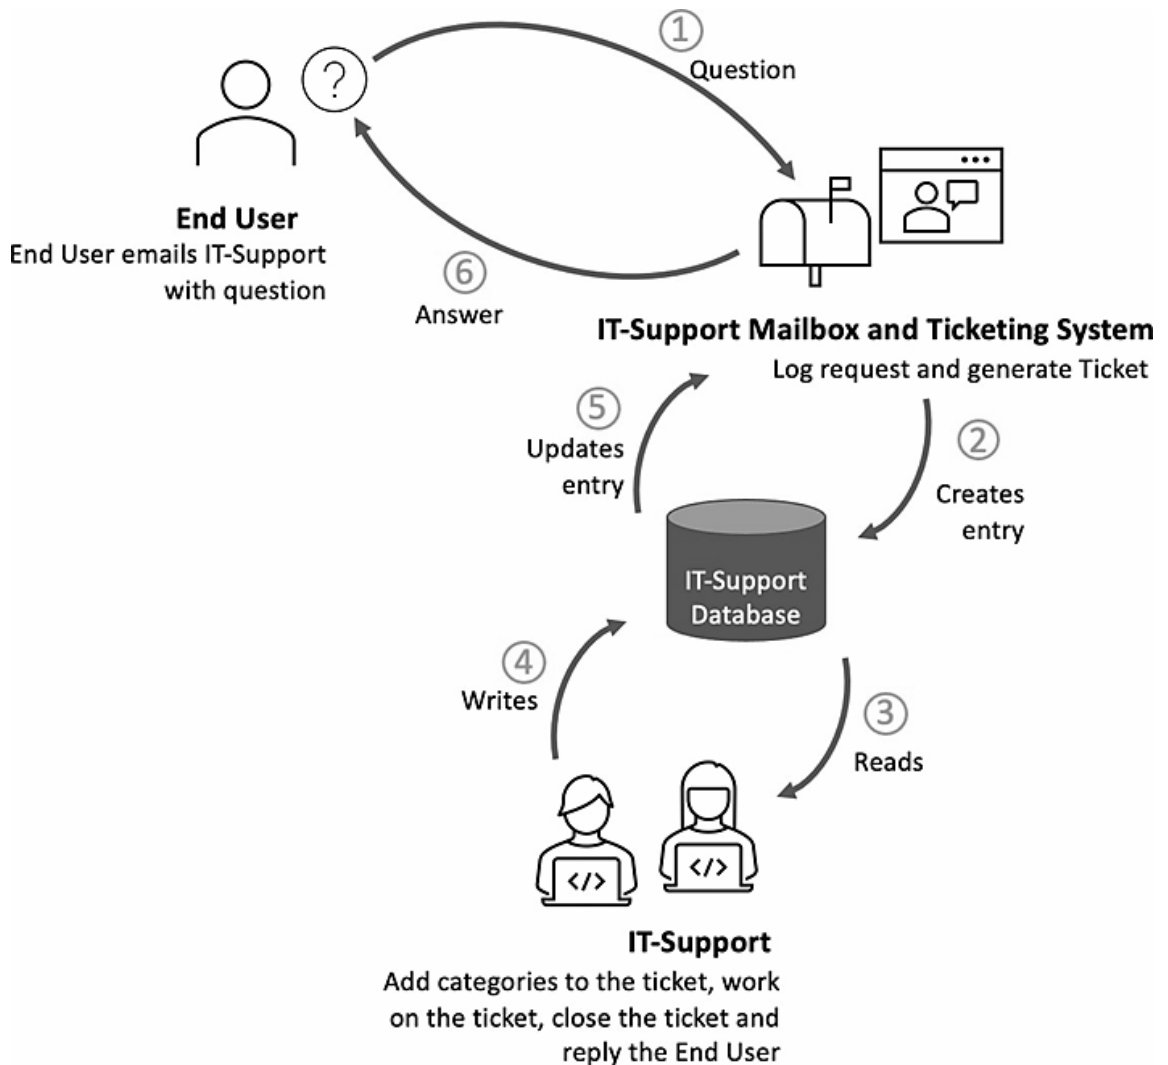 1
Question
?
End User
End User emails IT-Support
with question
6
Answer
IT-Support Mailbox and Ticketing System
Log request and generate Ticket
5
Updates
entry
2
Creates
entry
IT-Support
Database
4
Writes
3
Reads
</>
</>
IT-Support
Add categories to the ticket, work
on the ticket, close the ticket and
reply the End User